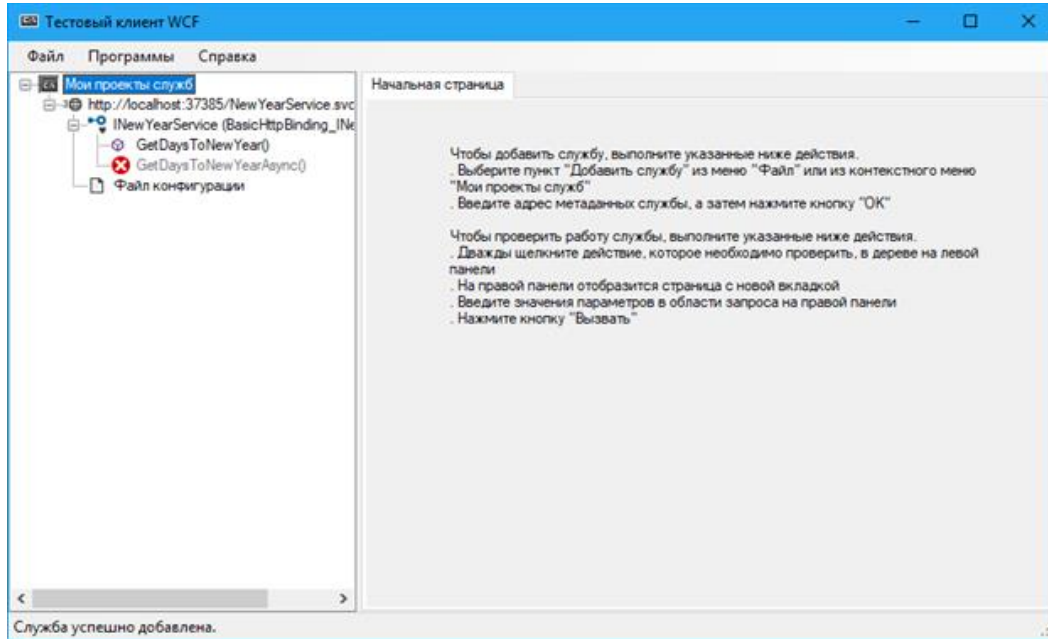 Тестовый клиент WCF
Файл Программы Справка
Мои проекты служб
http://localhost:37385/NewYearService.svc
INewYearService (BasicHttpBinding_INe
GetDaysToNewYear()
GetDaysToNewYearAsync()
Файл конфигурации
Начальная страница
Чтобы добавить службу, выполните указанные ниже действия.
. Выберите пункт "Добавить службу" из меню "Файл" или из контекстного меню
"Мои проекты служб"
. Введите адрес метаданных службы, а затем нажмите кнопку "OK"
Чтобы проверить работу службы, выполните указанные ниже действия.
. Дважды щелкните действие, которое необходимо проверить, в дереве на левой
панели
. На правой панели отобразится страница с новой вкладкой
. Введите значения параметров в области запроса на правой панели
. Нажмите кнопку "Вызвать"
Служба успешно добавлена.